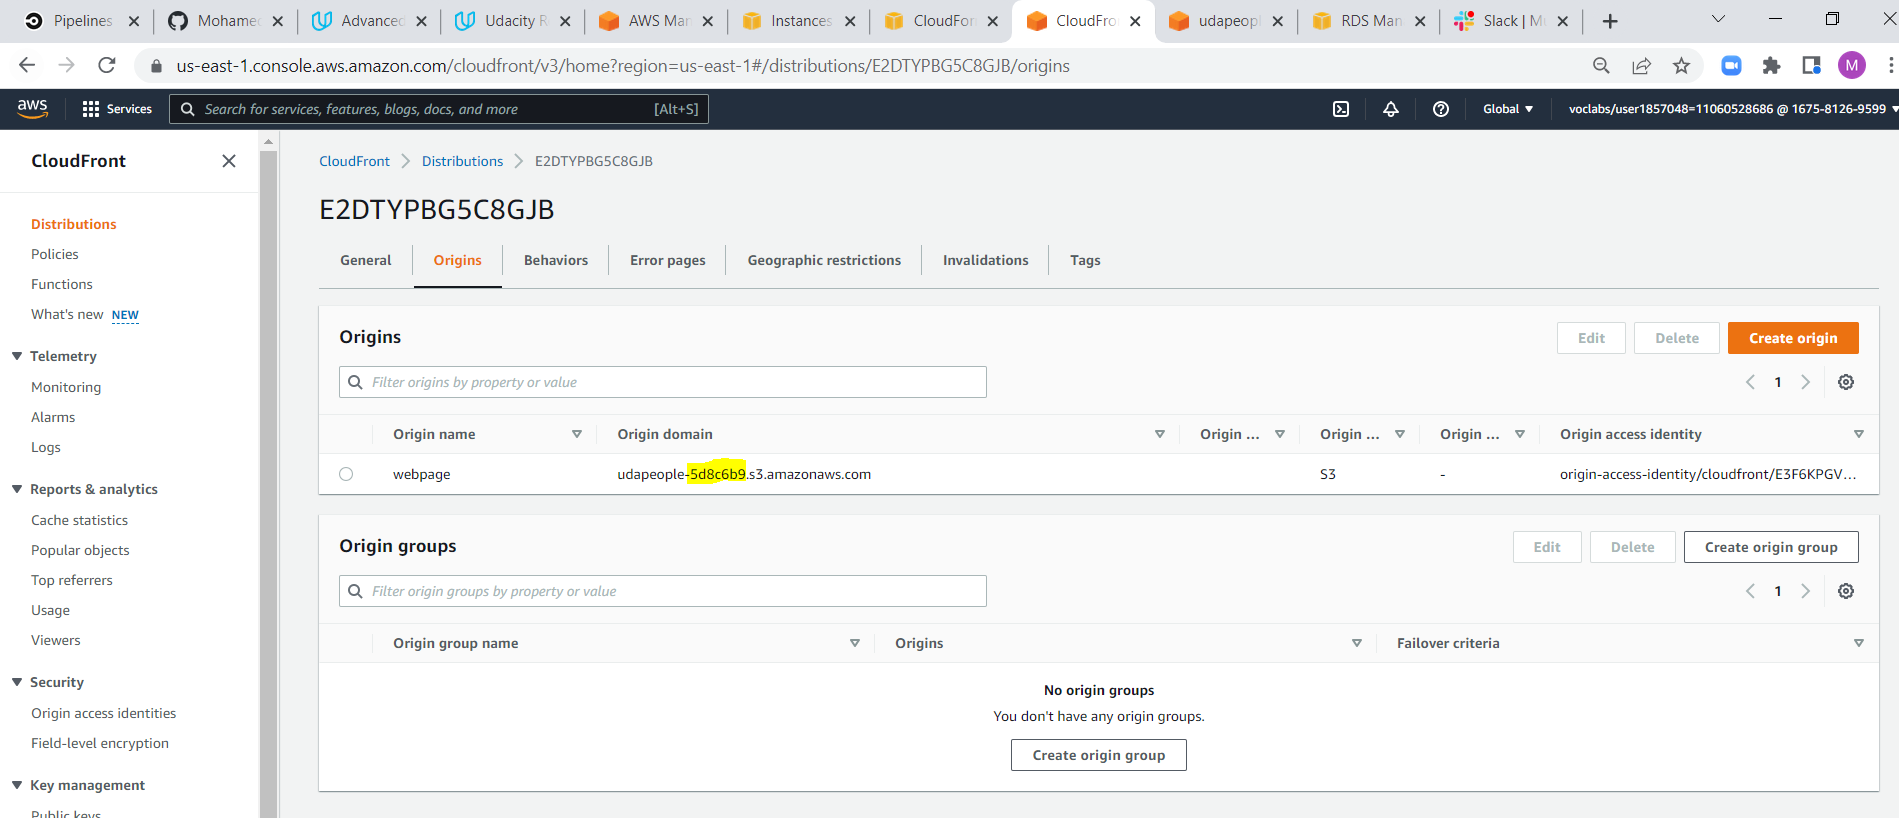 Pipelines
Mohamed
Advanced
Udacity R
AWS Man
Instances
CloudFor
CloudFro
udapeopl
RDS Man
Slack | M
us-east-1.console.aws.amazon.com/cloudfront/v3/home?region=us-east-1#/distributions/E2DTYPBG5C8GJB/origins
M
aws
Services
Search for services, features, blogs, docs, and more
[Alt+S]
Global
voclabs/user1857048=11060528686 @ 1675-8126-9599
CloudFront
Distributions
Policies
Functions
What's new NEW
Telemetry
Monitoring
Alarms
Logs
Reports & analytics
Cache statistics
Popular objects
Top referrers
Usage
Viewers
Security
Origin access identities
Field-level encryption
Key management
Public keys
CloudFront
Distributions
E2DTYPBG5C8GJB
E2DTYPBG5C8GJB
General
Origins
Behaviors
Error pages
Geographic restrictions
Invalidations
Tags
Origins
Edit
Delete
Create origin
Filter origins by property or value
1
Origin name
Origin domain
Origin ...
Origin ...
Origin ...
Origin access identity
webpage
udapeople-5d8c6b9.s3.amazonaws.com
S3
-
origin-access-identity/cloudfront/E3F6KPGV...
Origin groups
Edit
Delete
Create origin group
Filter origin groups by property or value
1
Origin group name
Origins
Failover criteria
No origin groups
You don't have any origin groups.
Create origin group